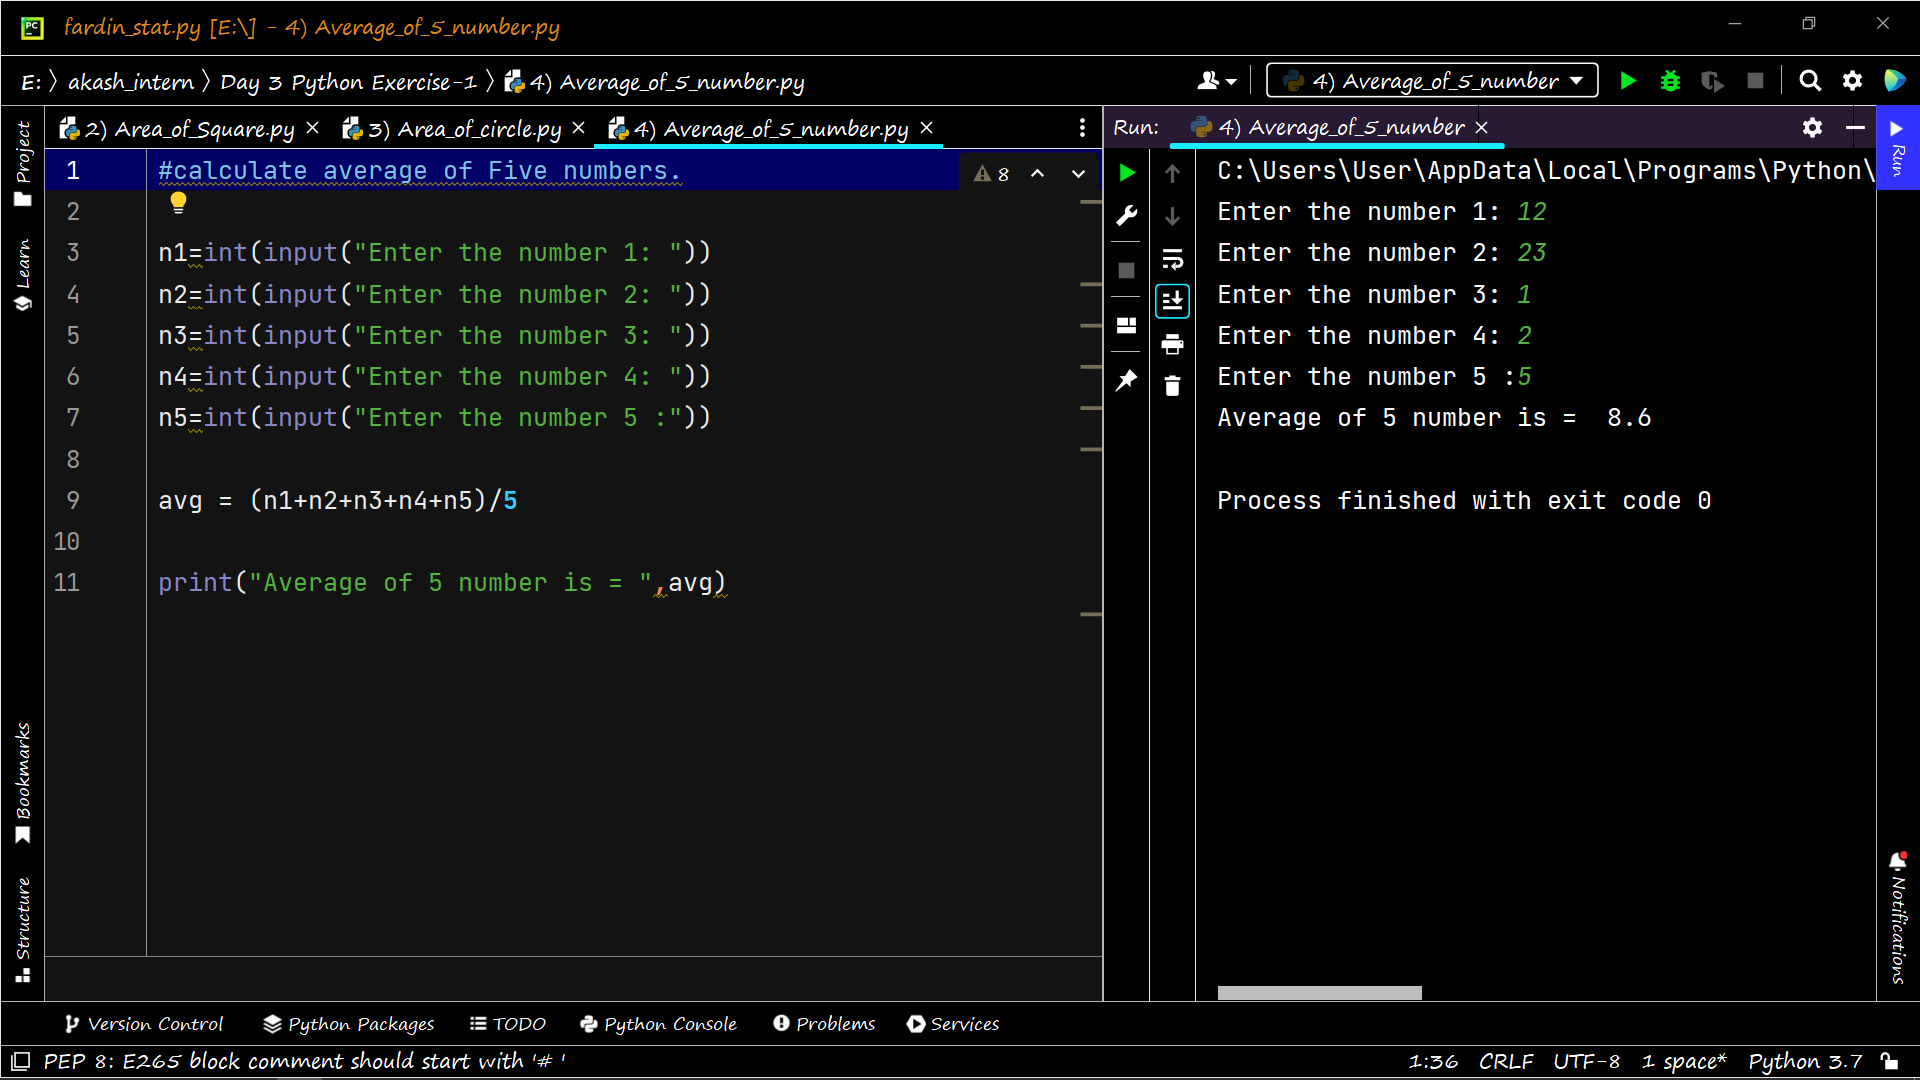 fardin_stat.py [E:\] - 4) Average_of_5_number.py
E: 〉 akash_intern 〉 Day 3 Python Exercise-1 〉 4) Average_of_5_number.py
4) Average_of_5_number
2) Area_of_Square.py
3) Area_of_circle.py
4) Average_of_5_number.py
Project
Learn
Bookmarks
Structure
8
1 #calculate average of Five numbers.
2
3 n1=int(input("Enter the number 1: "))
4 n2=int(input("Enter the number 2: "))
5 n3=int(input("Enter the number 3: "))
6 n4=int(input("Enter the number 4: "))
7 n5=int(input("Enter the number 5 :"))
8
9 avg = (n1+n2+n3+n4+n5)/5
10
11 print("Average of 5 number is = ",avg)
Run: 4) Average_of_5_number
C:\Users\User\AppData\Local\Programs\Python\
Enter the number 1: 12
Enter the number 2: 23
Enter the number 3: 1
Enter the number 4: 2
Enter the number 5 :5
Average of 5 number is =  8.6
Process finished with exit code 0
Run
Notifications
Version Control
Python Packages
TODO
Python Console
Problems
Services
PEP 8: E265 block comment should start with '# '
1:36 CRLF UTF-8 1 space* Python 3.7